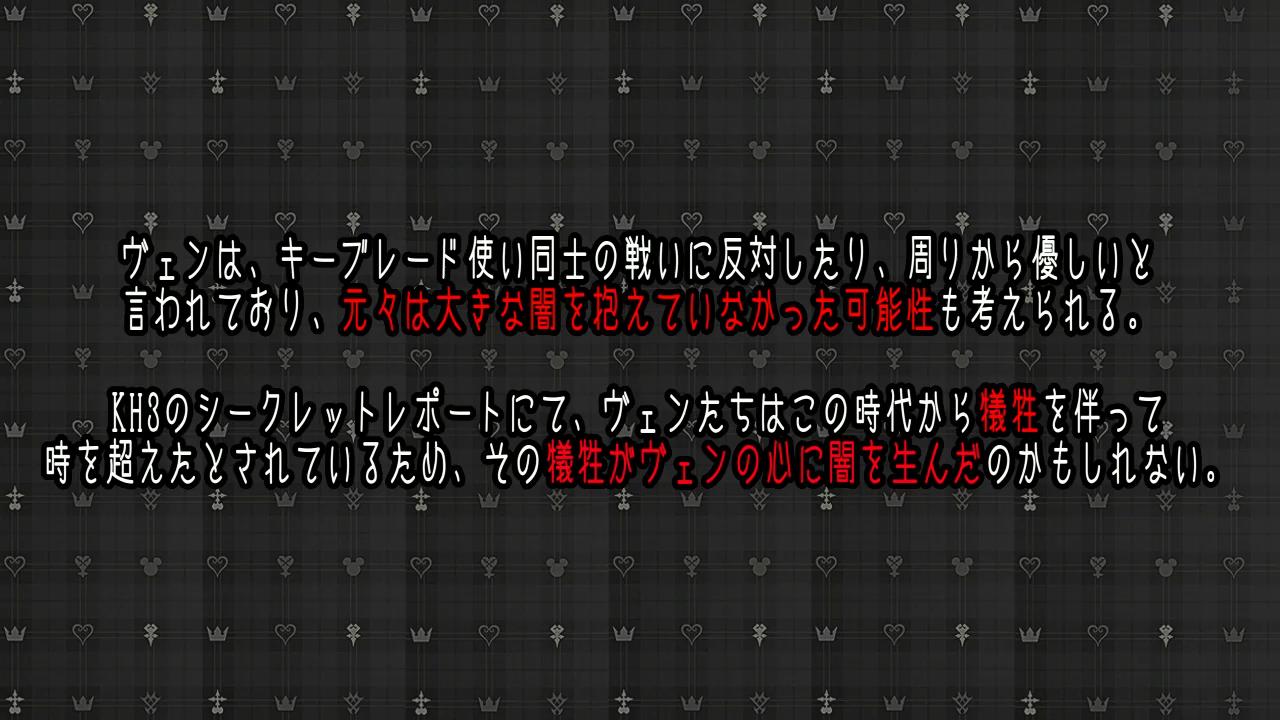 ヴェンは、キーブレード使い同士の戦いに反対したり、周りから優しいと
言われており、元々は大きな闇を抱えていなかった可能性も考えられる。
KH3のシークレットレポートにて、ヴェンたちはこの時代から犠牲を伴って
時を超えたとされているため、その犠牲がヴェンの心に闇を生んだのかもしれない。